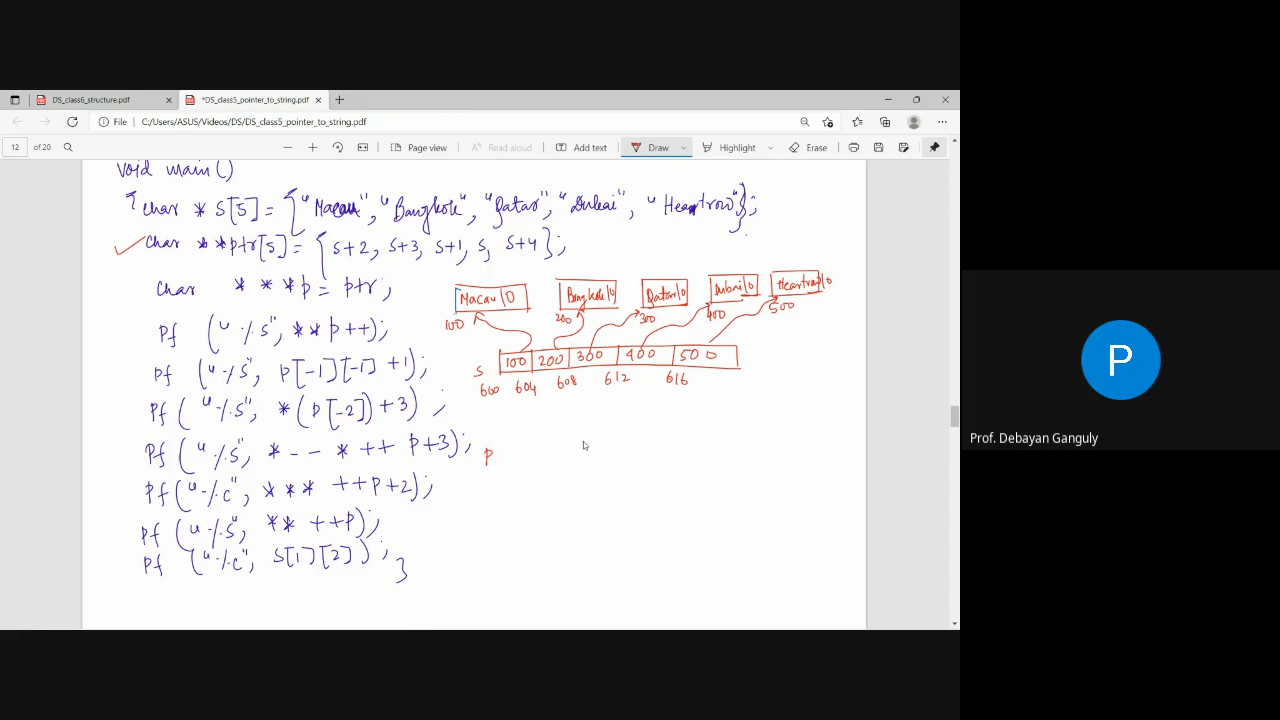 DS_class6_structure.pdf
*DS_class5_pointer_to_string.pdf
File C:/Users/ASUS/Videos/DS/DS_class5_pointer_to_string.pdf
12 of 20
Page view
Read aloud
Add text
Draw
Highlight
Erase
void main()
{char * s[5] = {"Macau", "Bangkok", "Qatar", "Dubai", "Heatrow"};
char **ptr[5] = {s+2, s+3, s+1, s, s+4};
char ***p = ptr;
Macau\0 Bangkok\0 Qatar\0 Dubai\0 Heartrow\0
100 200 300 400 500
Pf ("%s", **p++);
100 200 300 400 500
Pf ("%s", p[-1][-1]+1);
s
600 604 608 612 616
Pf ("%s", *(p[-2])+3);
Pf ("%s", *--*++p+3);
p
Pf ("%c", ***++p+2);
Pf ("%s", **++p);
Pf ("%c", s[1][2]);
}
P
Prof. Debayan Ganguly